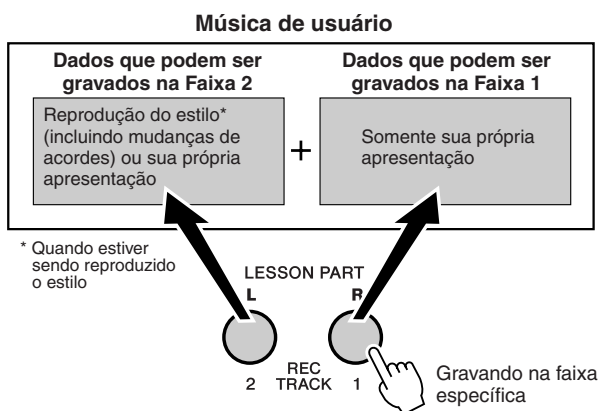 Música de usuário
Dados que podem ser
gravados na Faixa 2
Dados que podem ser
gravados na Faixa 1
Reprodução do estilo*
(incluindo mudanças de
acordes) ou sua própria
apresentação
+
Somente sua própria
apresentação
* Quando estiver
sendo reproduzido
o estilo
LESSON PART
L
R
REC
2 TRACK 1
Gravando na faixa
específica